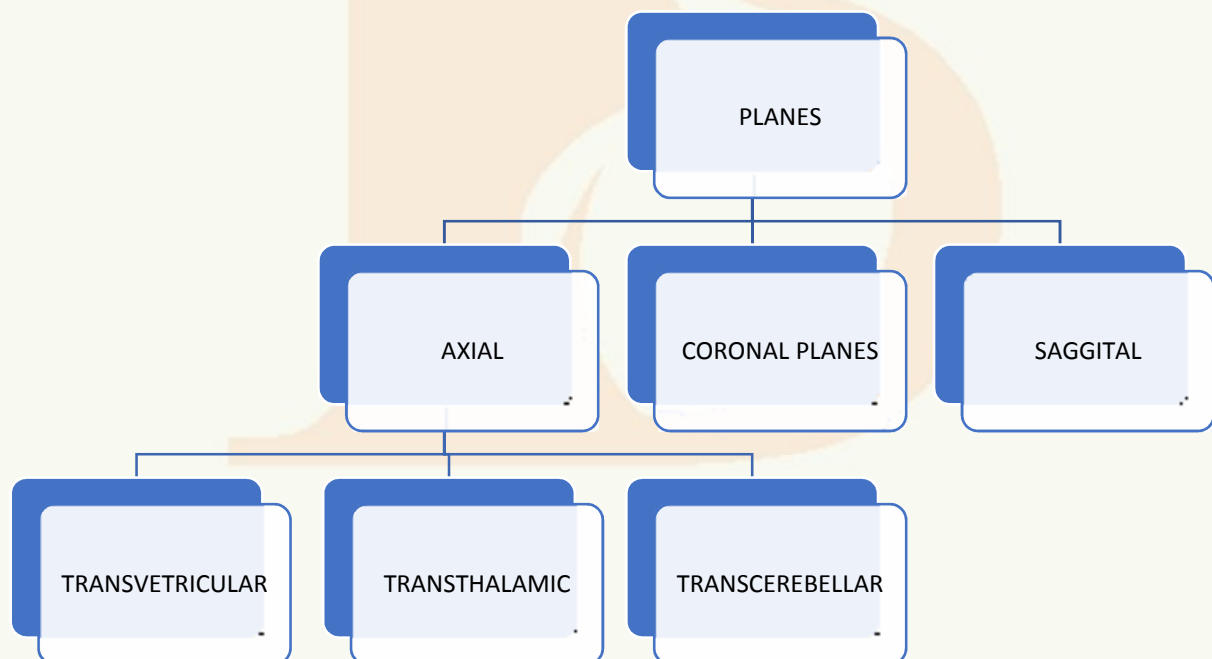 PLANES
AXIAL
CORONAL PLANES
SAGGITAL
TRANSVETRICULAR
TRANSTHALAMIC
TRANSCEREBELLAR